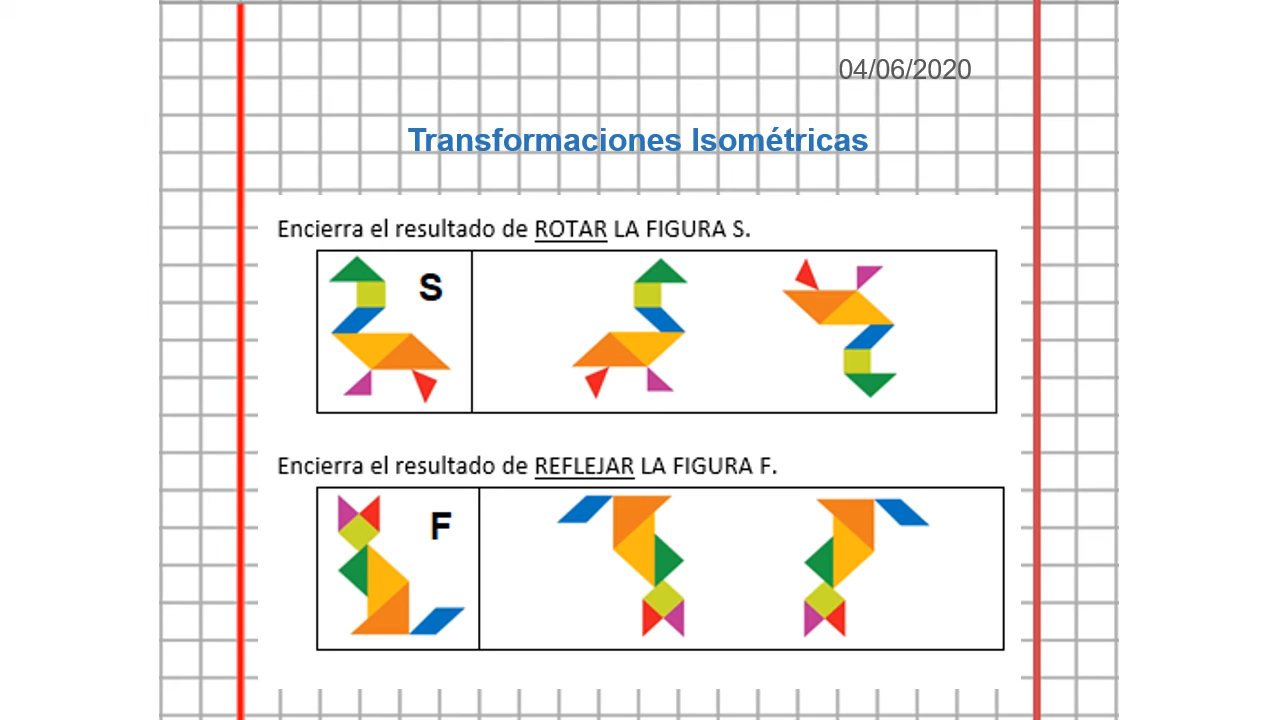 04/06/2020
Transformaciones Isométricas
Encierra el resultado de ROTAR LA FIGURA S.
S
Encierra el resultado de REFLEJAR LA FIGURA F.
F